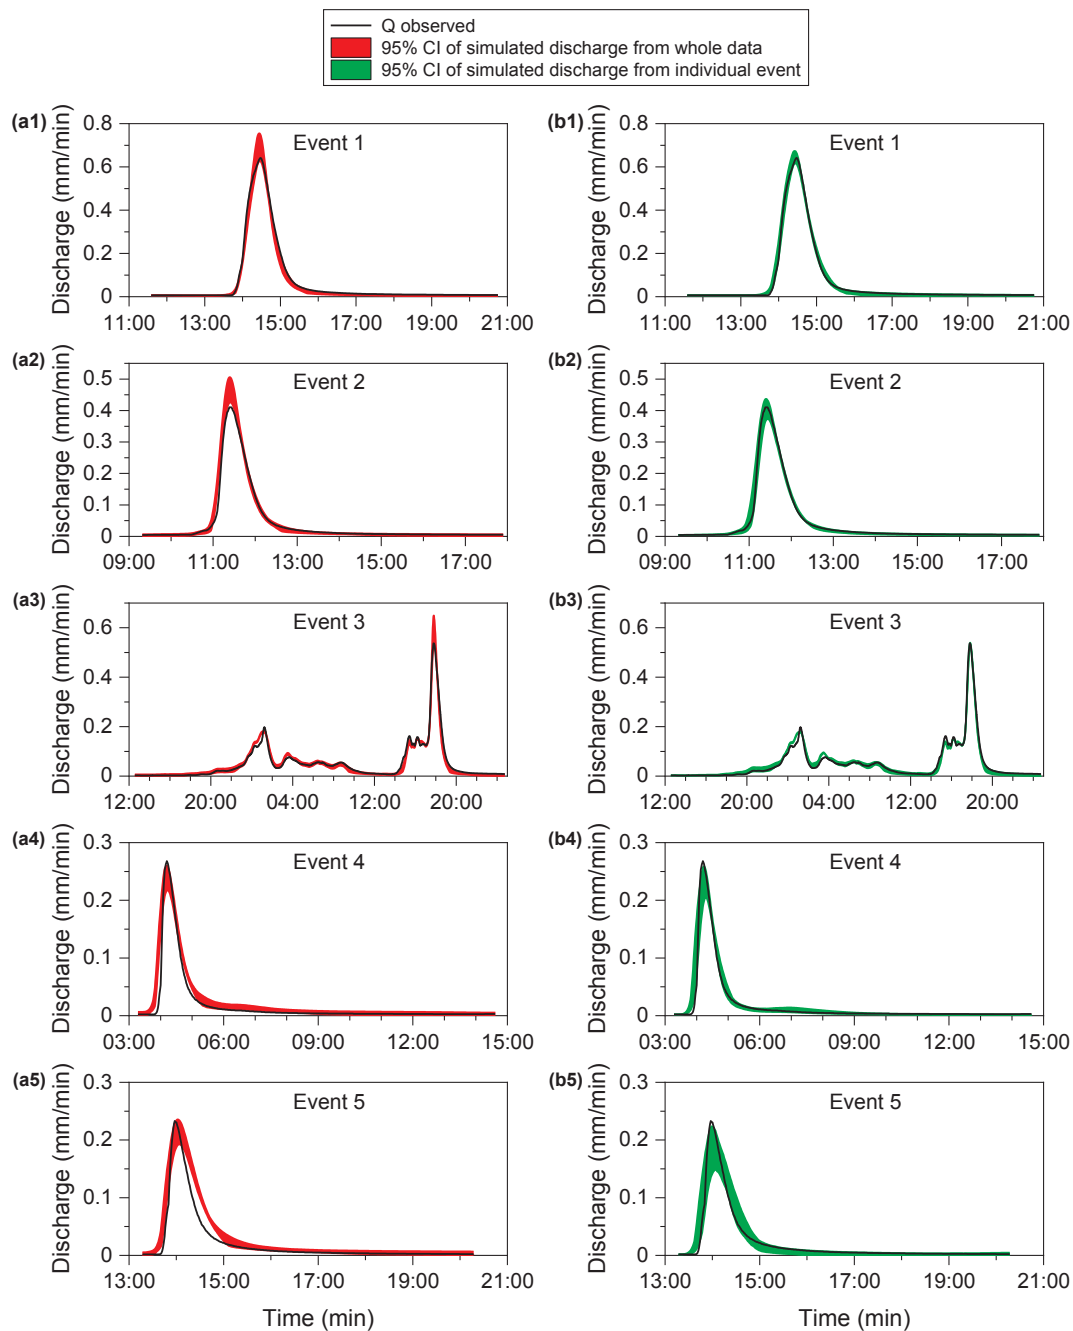 Q observed
95% CI of simulated discharge from whole data
95% CI of simulated discharge from individual event
(a1)
Discharge (mm/min)
0.8
0.6
0.4
0.2
0
Event 1
11:00 13:00 15:00 17:00 19:00 21:00
(b1)
Discharge (mm/min)
0.8
0.6
0.4
0.2
0
Event 1
11:00 13:00 15:00 17:00 19:00 21:00
(a2)
Discharge (mm/min)
0.5
0.4
0.3
0.2
0.1
0
Event 2
09:00 11:00 13:00 15:00 17:00
(b2)
Discharge (mm/min)
0.5
0.4
0.3
0.2
0.1
0
Event 2
09:00 11:00 13:00 15:00 17:00
(a3)
Discharge (mm/min)
0.6
0.4
0.2
0
Event 3
12:00 20:00 04:00 12:00 20:00
(b3)
Discharge (mm/min)
0.6
0.4
0.2
0
Event 3
12:00 20:00 04:00 12:00 20:00
(a4)
Discharge (mm/min)
0.3
0.2
0.1
0
Event 4
03:00 06:00 09:00 12:00 15:00
(b4)
Discharge (mm/min)
0.3
0.2
0.1
0
Event 4
03:00 06:00 09:00 12:00 15:00
(a5)
Discharge (mm/min)
0.3
0.2
0.1
0
Event 5
13:00 15:00 17:00 19:00 21:00
Time (min)
(b5)
Discharge (mm/min)
0.3
0.2
0.1
0
Event 5
13:00 15:00 17:00 19:00 21:00
Time (min)